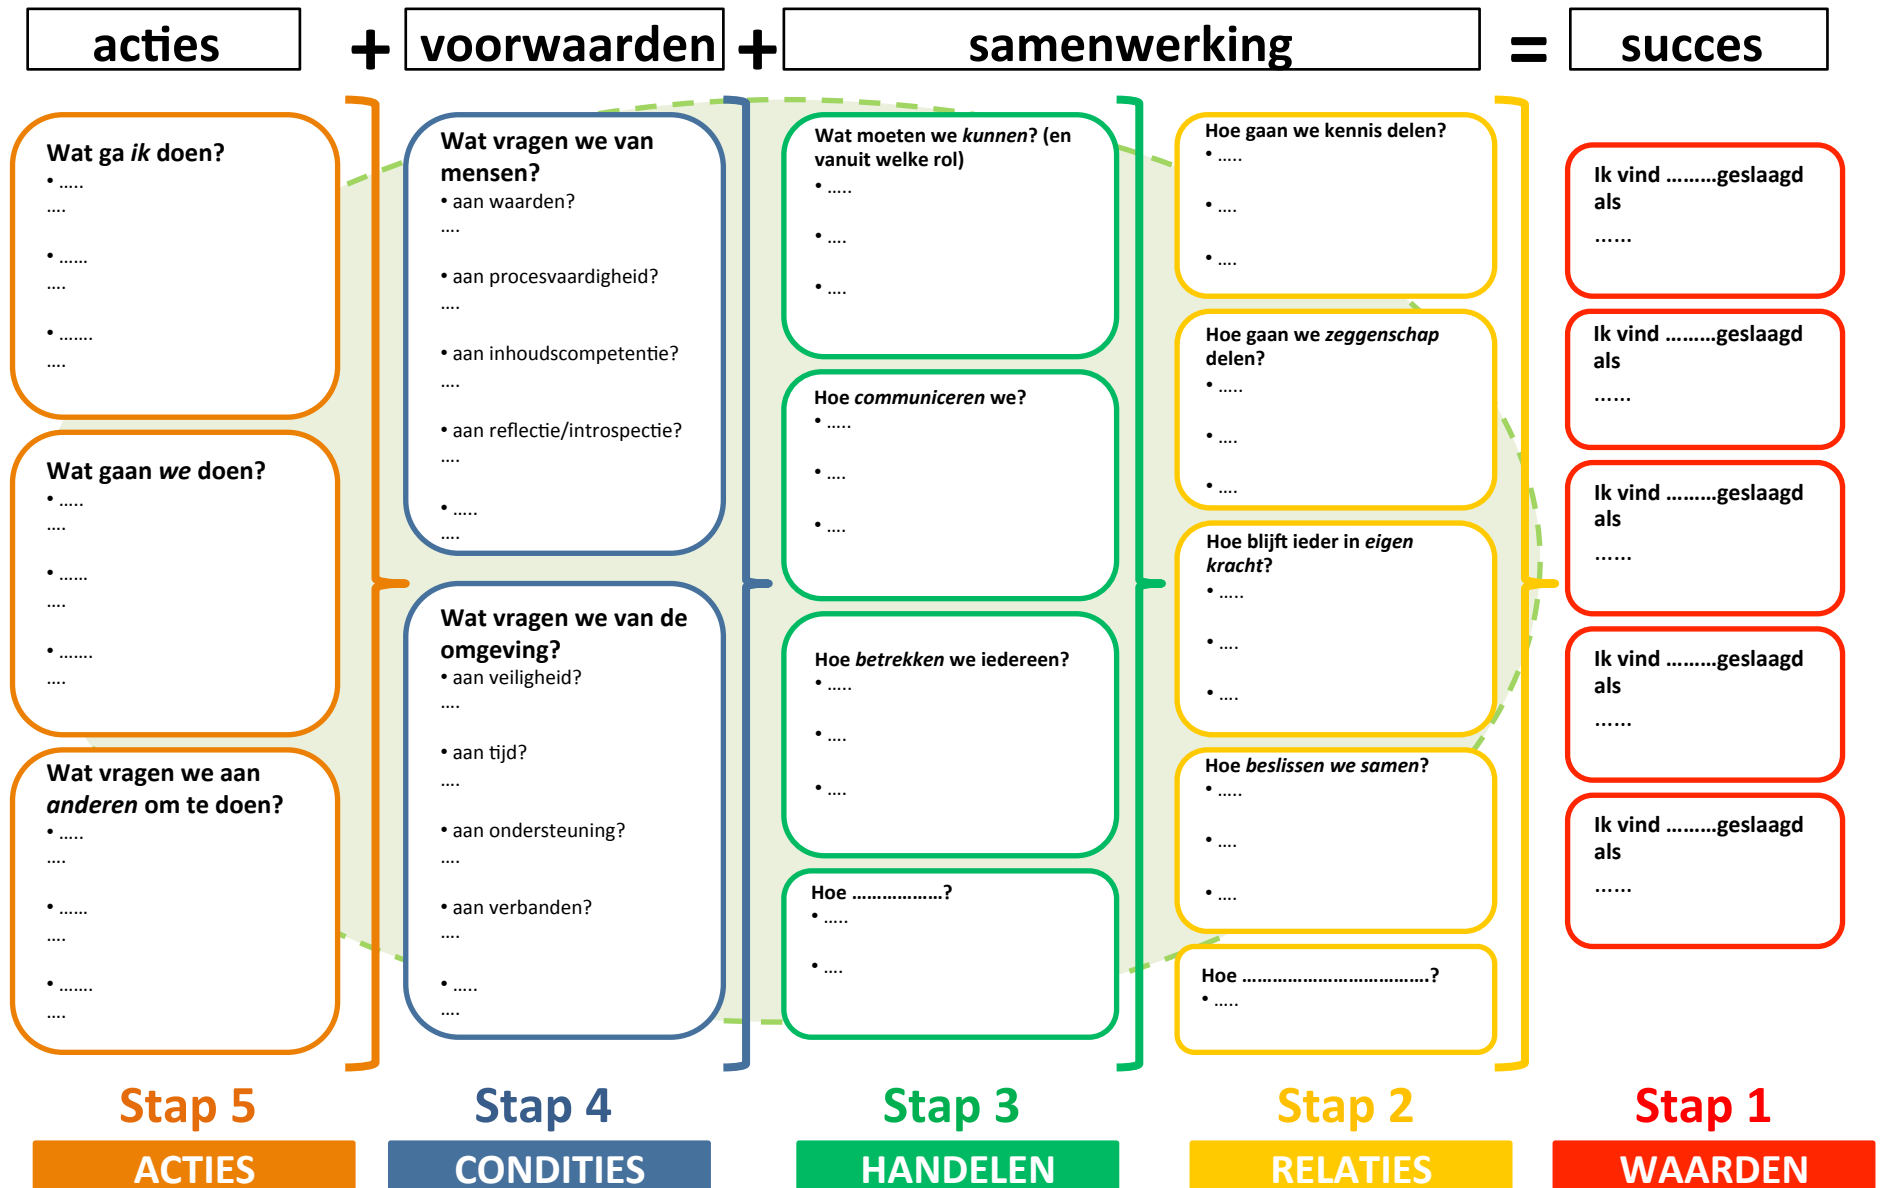 acties + voorwaarden + samenwerking = succes
Wat ga ik doen?
• .....
....
• ......
....
• .......
....
Wat gaan we doen?
• .....
....
• ......
....
• .......
....
Wat vragen we aan
anderen om te doen?
• .....
....
• ......
....
• .......
....
Wat vragen we van
mensen?
• aan waarden?
....
• aan procesvaardigheid?
....
• aan inhoudscompetentie?
....
• aan reflectie/introspectie?
....
• .....
....
Wat vragen we van de
omgeving?
• aan veiligheid?
....
• aan tijd?
....
• aan ondersteuning?
....
• aan verbanden?
....
• .....
....
Wat moeten we kunnen? (en
vanuit welke rol)
• .....
• ....
• ....
Hoe communiceren we?
• .....
• ....
• ....
Hoe betrekken we iedereen?
• .....
• ....
• ....
Hoe ………………?
• .....
• ....
Hoe gaan we kennis delen?
• .....
• ....
• ....
Hoe gaan we zeggenschap
delen?
• .....
• ....
• ....
Hoe blijft ieder in eigen
kracht?
• .....
• ....
• ....
Hoe beslissen we samen?
• .....
• ....
• ....
Hoe ……………………………..?
• .....
Ik vind ………geslaagd
als
……
Ik vind ………geslaagd
als
……
Ik vind ………geslaagd
als
……
Ik vind ………geslaagd
als
……
Ik vind ………geslaagd
als
……
Stap 5
ACTIES
Stap 4
CONDITIES
Stap 3
HANDELEN
Stap 2
RELATIES
Stap 1
WAARDEN